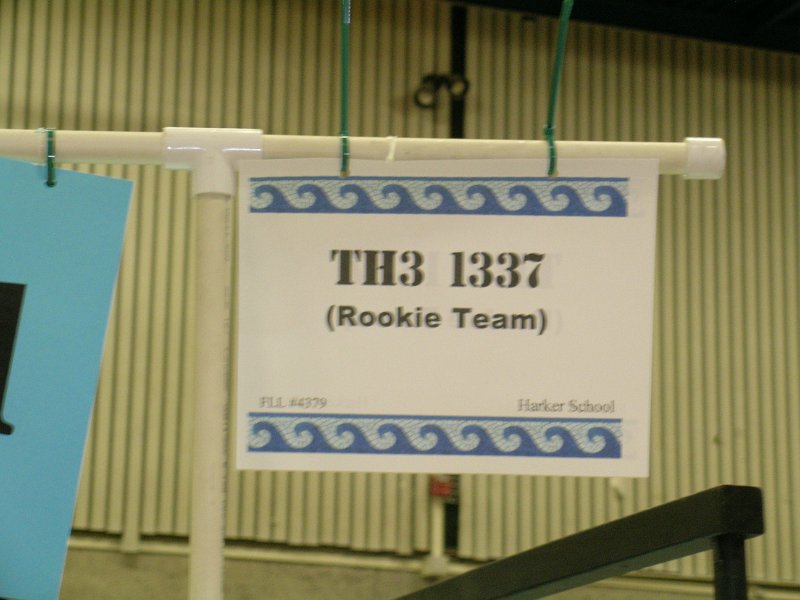 TH3 1337
(Rookie Team)
FLL #4379
Harker School